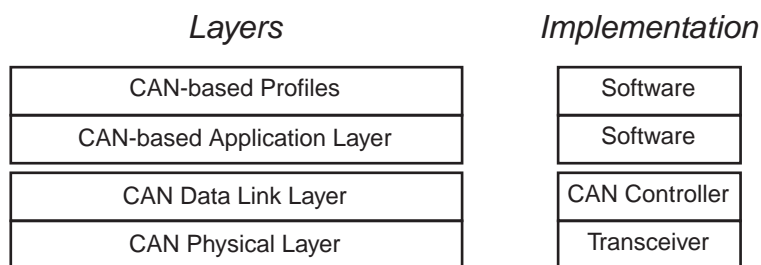 Layers Implementation
CAN-based Profiles Software
CAN-based Application Layer Software
CAN Data Link Layer CAN Controller
CAN Physical Layer Transceiver